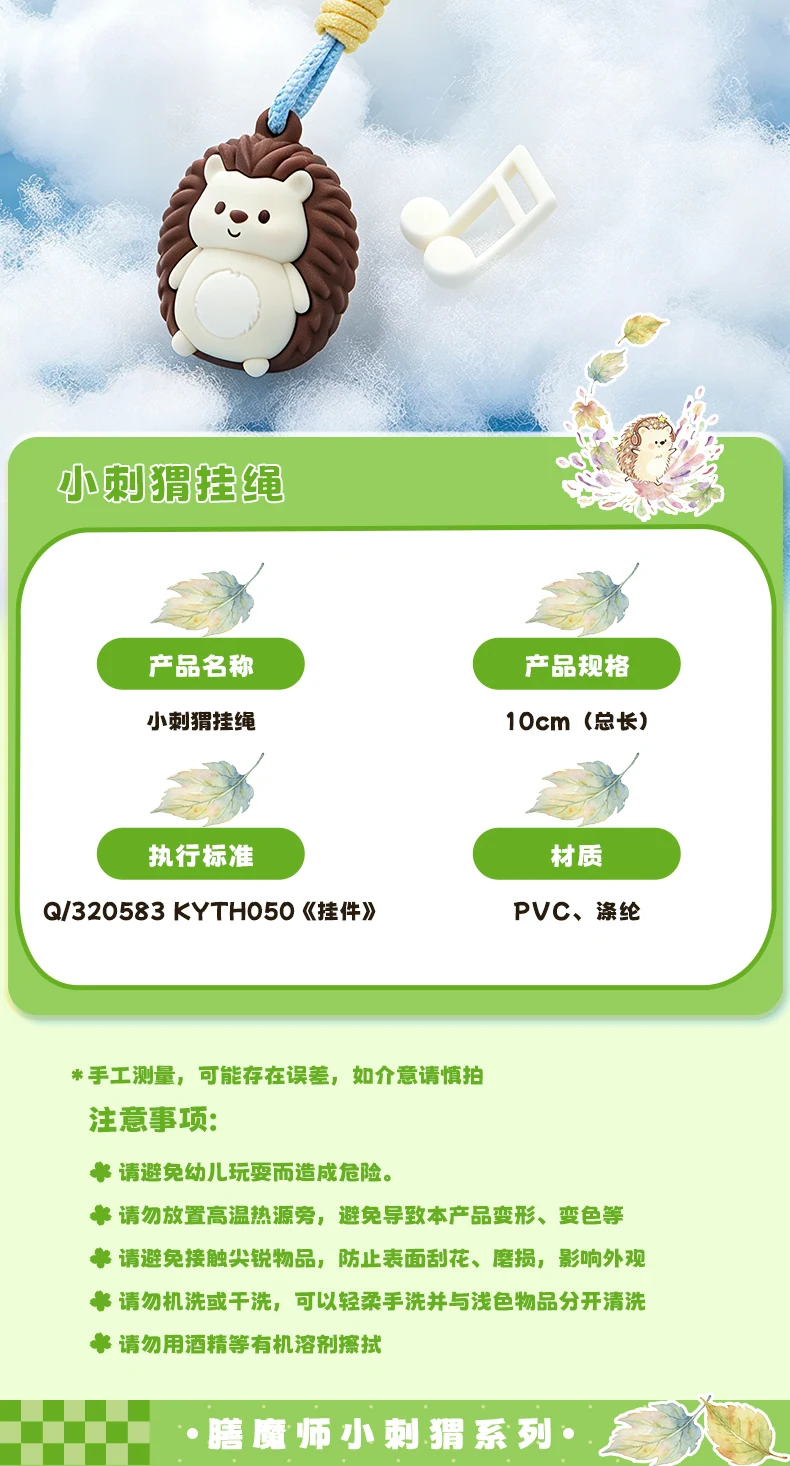 小刺猬挂绳
产品名称
产品规格
小刺猬挂绳
10cm（总长）
执行标准
材质
Q/320583 KYTH050《挂件》
PVC、涤纶
*手工测量，可能存在误差，如介意请慎拍
注意事项:
请避免幼儿玩耍而造成危险。
请勿放置高温热源旁，避免导致本产品变形、变色等
请避免接触尖锐物品，防止表面刮花、磨损，影响外观
请勿机洗或干洗，可以轻柔手洗并与浅色物品分开清洗
请勿用酒精等有机溶剂擦拭
·膳魔师小刺猬系列·